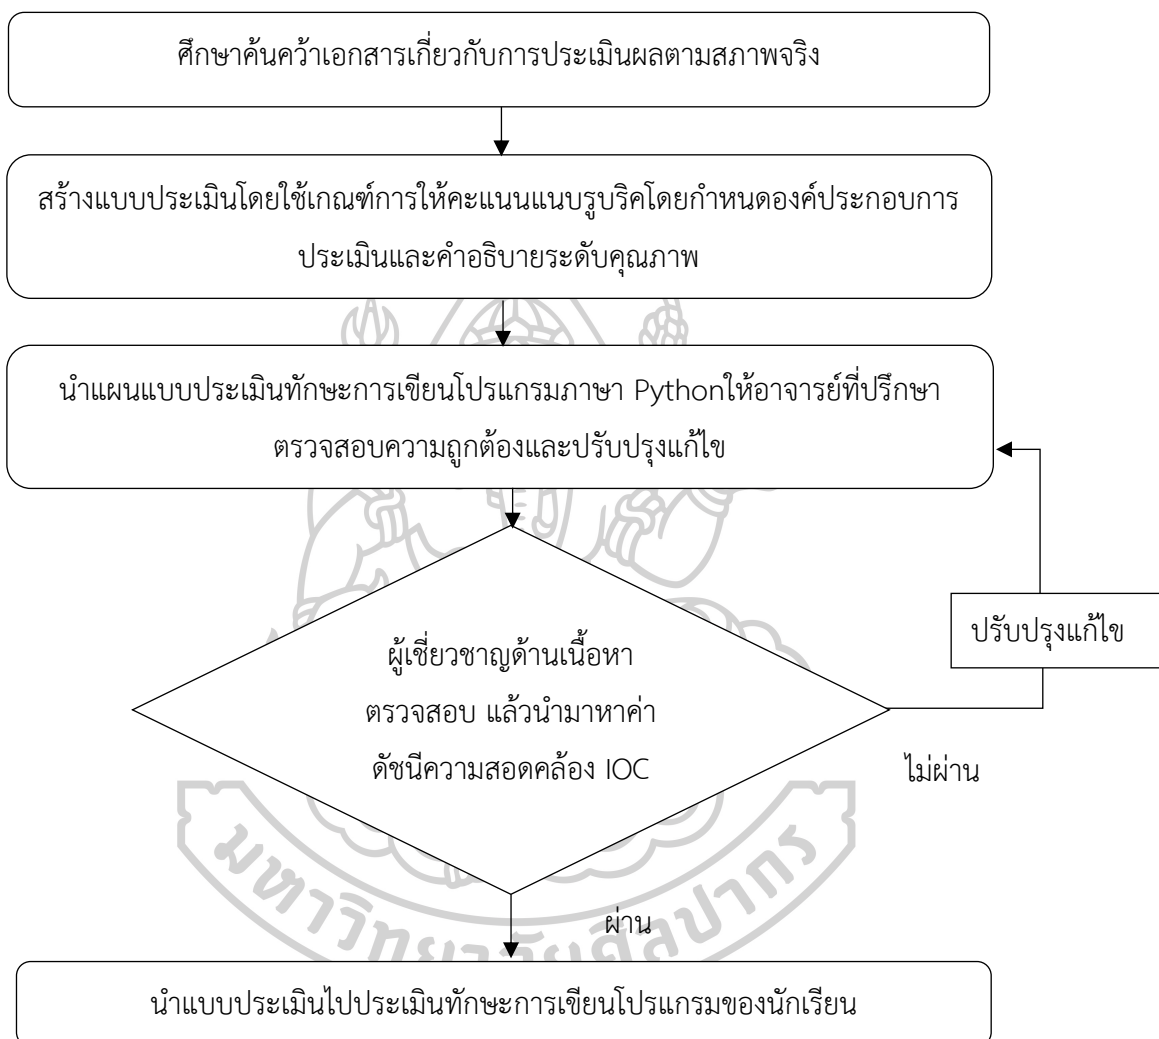 ศึกษาค้นคว้าเอกสารเกี่ยวกับการประเมินผลตามสภาพจริง
สร้างแบบประเมินโดยใช้เกณฑ์การให้คะแนนแบบรูบริคโดยกำหนดองค์ประกอบการ
ประเมินและคำอธิบายระดับคุณภาพ
นำแผนแบบประเมินทักษะการเขียนโปรแกรมภาษา Pythonให้อาจารย์ที่ปรึกษา
ตรวจสอบความถูกต้องและปรับปรุงแก้ไข
ปรับปรุงแก้ไข
ผู้เชี่ยวชาญด้านเนื้อหา
ตรวจสอบ แล้วนำมาหาค่า
ดัชนีความสอดคล้อง IOC
ไม่ผ่าน
ผ่าน
มหาวิทยาลัยศิลปากร
นำแบบประเมินไปประเมินทักษะการเขียนโปรแกรมของนักเรียน